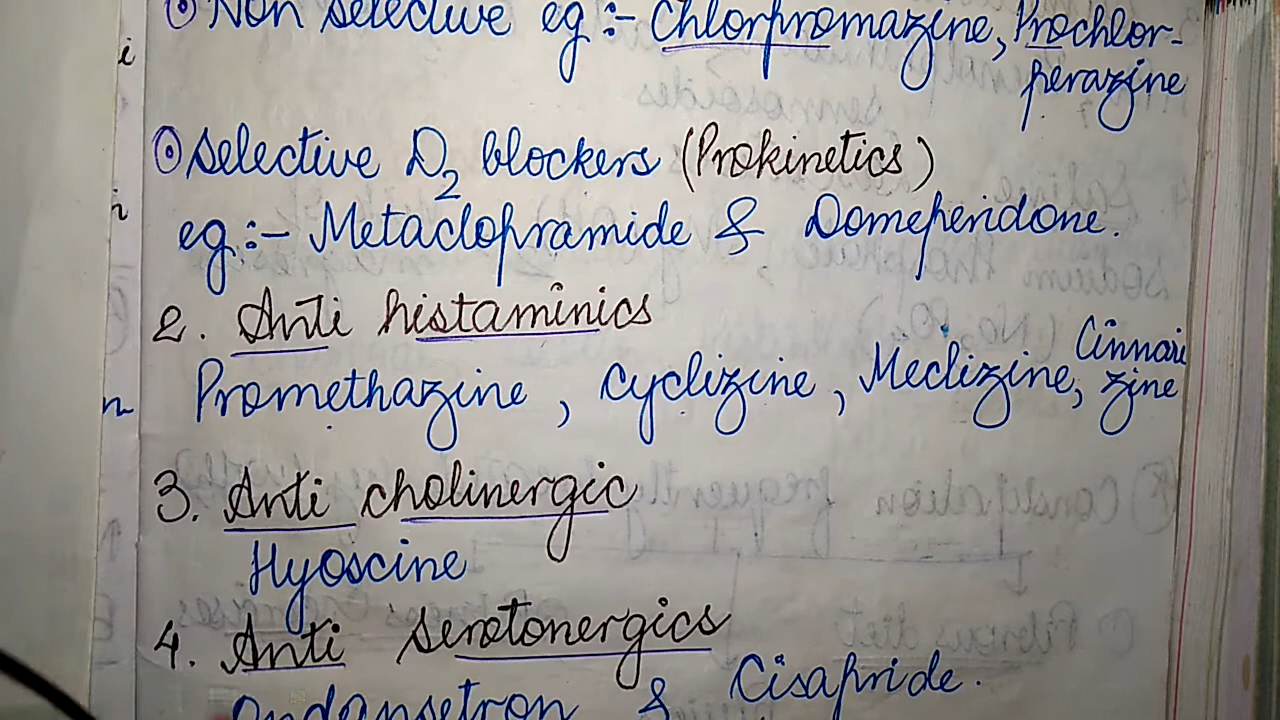 ⊙ Non selective eg:- Chlorpromazine, Prochlor-
perazine
⊙ Selective D₂ blockers (Prokinetics)
eg.:- Metaclopramide & Domeperidone.
2. Anti histaminics
Promethazine, Cyclizine, Meclizine, Cinnari
zine
3. Anti cholinergic
Hyoscine
4. Anti Serotonergics
Ondansetron & Cisapride.